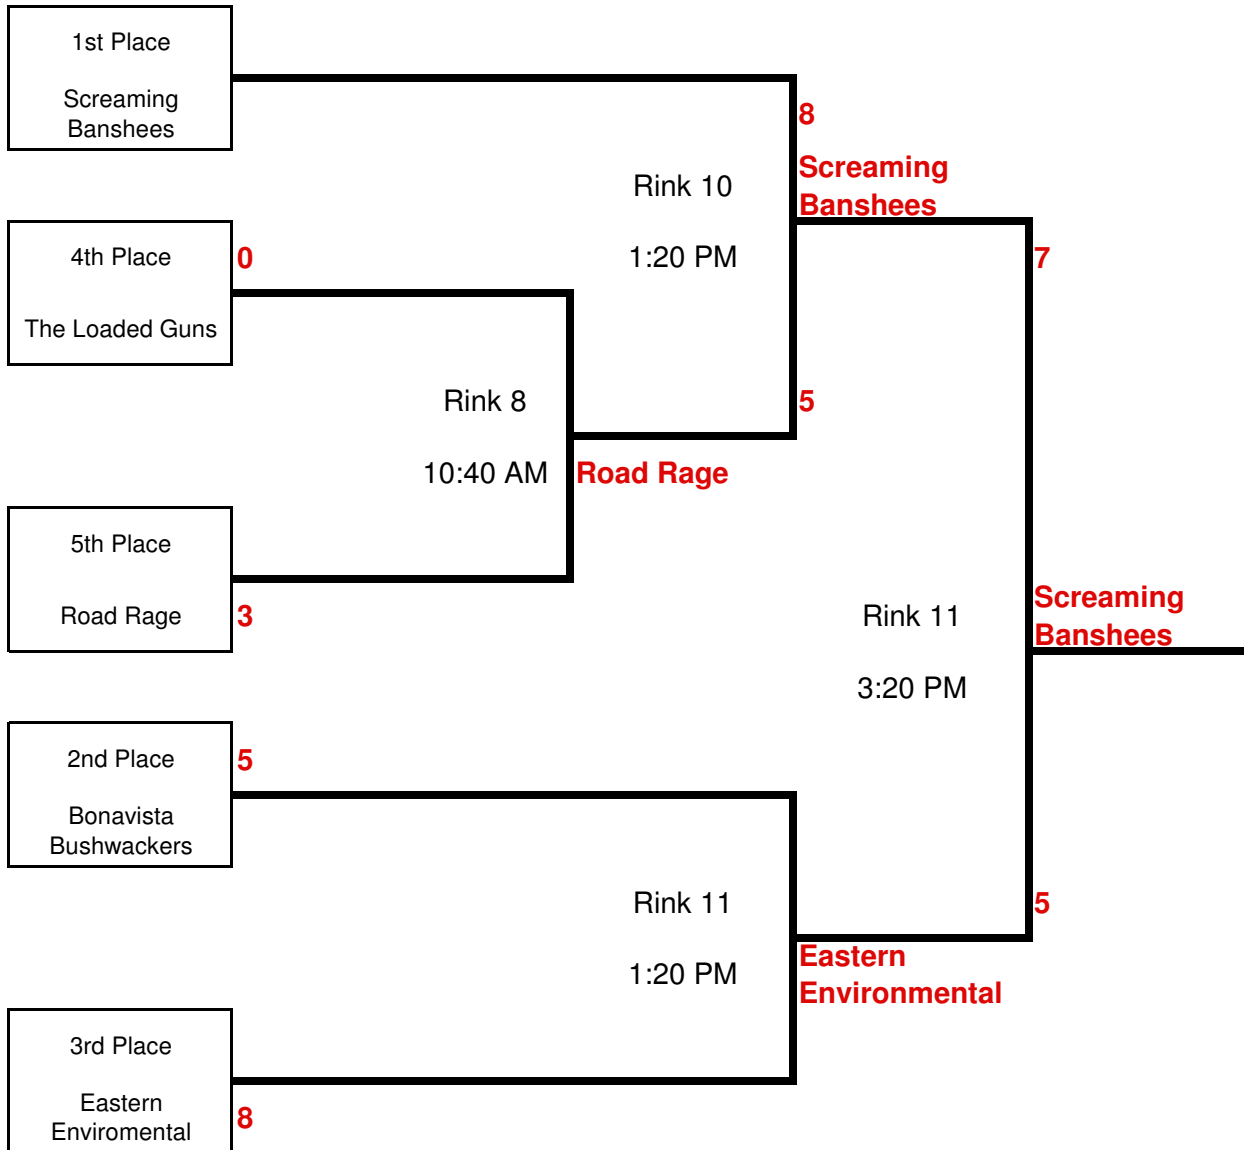 1st Place
Screaming
Banshees
8
Screaming
Banshees
Rink 10
1:20 PM
4th Place
0
The Loaded Guns
7
Rink 8
10:40 AM
5
Road Rage
5th Place
Road Rage
3
Rink 11
3:20 PM
Screaming
Banshees
2nd Place
5
Bonavista
Bushwackers
Rink 11
1:20 PM
5
Eastern
Environmental
3rd Place
Eastern
Enviromental
8